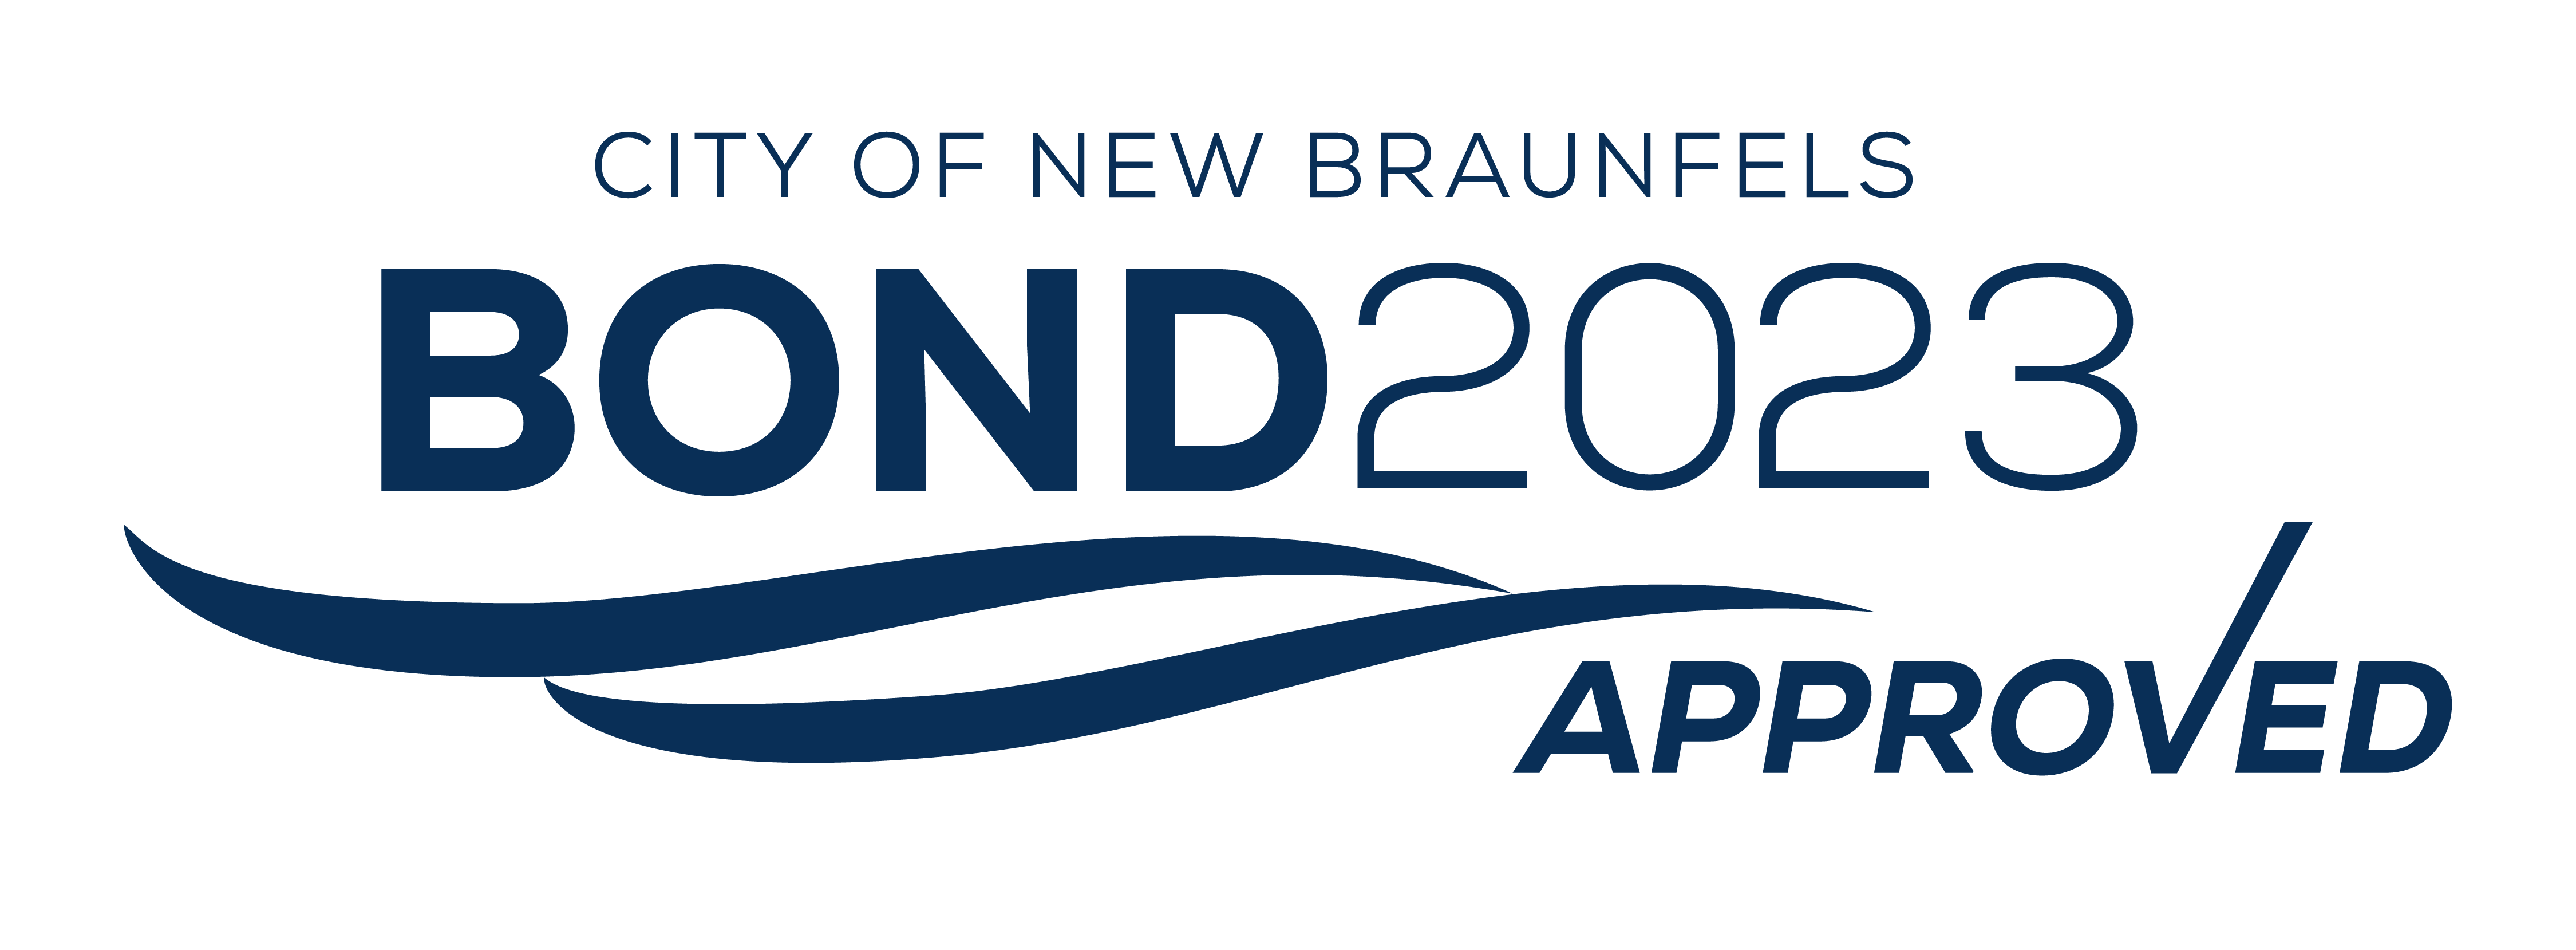 CITY OF NEW BRAUNFELS
BOND2023
APPROVED